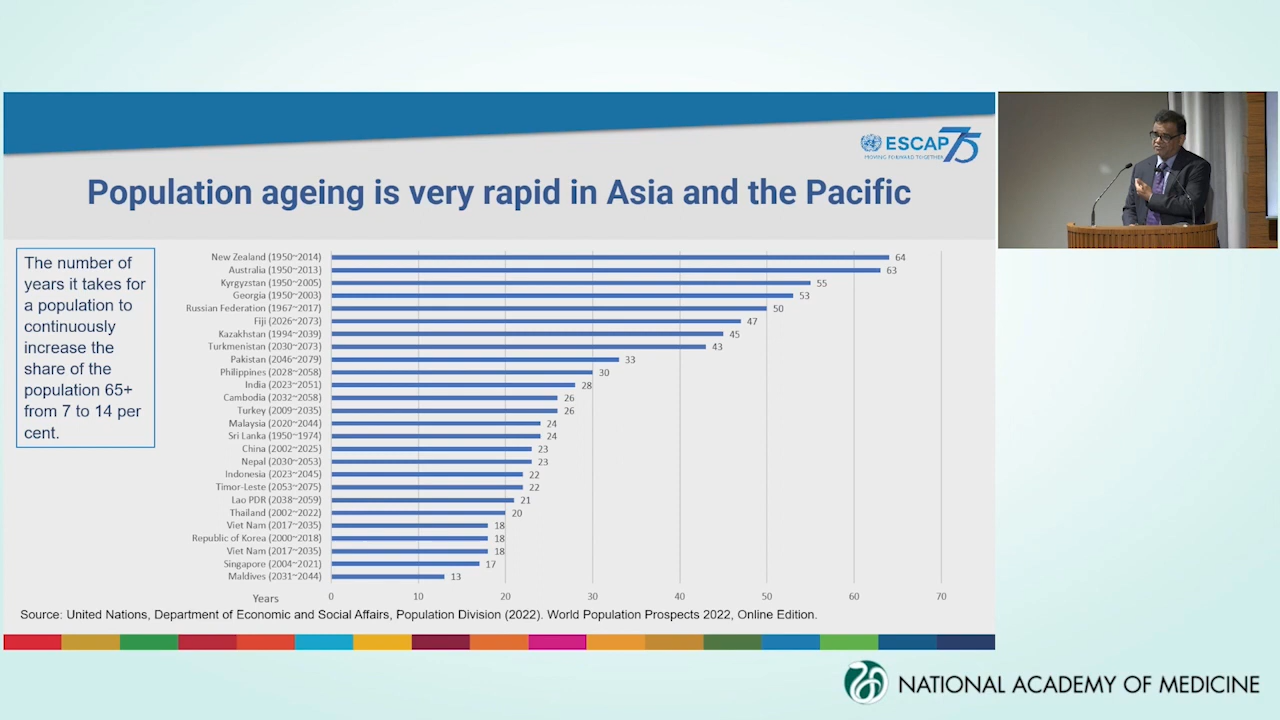 ESCAP 75
MOVING FORWARD TOGETHER
Population ageing is very rapid in Asia and the Pacific
The number of
years it takes for
a population to
continuously
increase the
share of the
population 65+
from 7 to 14 per
cent.
New Zealand (1950~2014) 64
Australia (1950~2013) 63
Kyrgyzstan (1950~2005) 55
Georgia (1950~2003) 53
Russian Federation (1967~2017) 50
Fiji (2026~2073) 47
Kazakhstan (1994~2039) 45
Turkmenistan (2030~2073) 43
Pakistan (2046~2079) 33
Philippines (2028~2058) 30
India (2023~2051) 28
Cambodia (2032~2058) 26
Turkey (2009~2035) 26
Malaysia (2020~2044) 24
Sri Lanka (1950~1974) 24
China (2002~2025) 23
Nepal (2030~2053) 23
Indonesia (2023~2045) 22
Timor-Leste (2053~2075) 22
Lao PDR (2038~2059) 21
Thailand (2002~2022) 20
Viet Nam (2017~2035) 18
Republic of Korea (2000~2018) 18
Viet Nam (2017~2035) 18
Singapore (2004~2021) 17
Maldives (2031~2044) 13
Years 0 10 20 30 40 50 60 70
Source: United Nations, Department of Economic and Social Affairs, Population Division (2022). World Population Prospects 2022, Online Edition.
NATIONAL ACADEMY OF MEDICINE